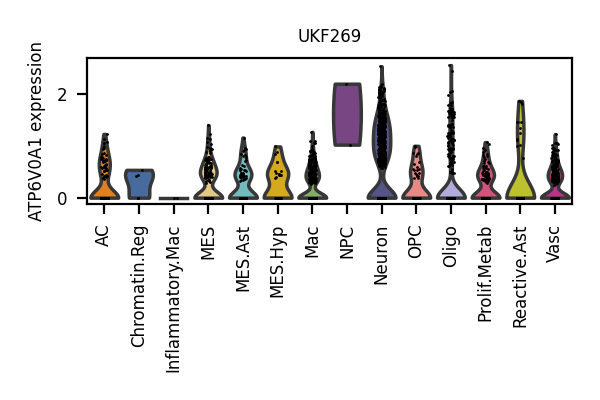 UKF269
ATP6V0A1 expression
2
0
AC
Chromatin.Reg
Inflammatory.Mac
MES
MES.Ast
MES.Hyp
Mac
NPC
Neuron
OPC
Oligo
Prolif.Metab
Reactive.Ast
Vasc